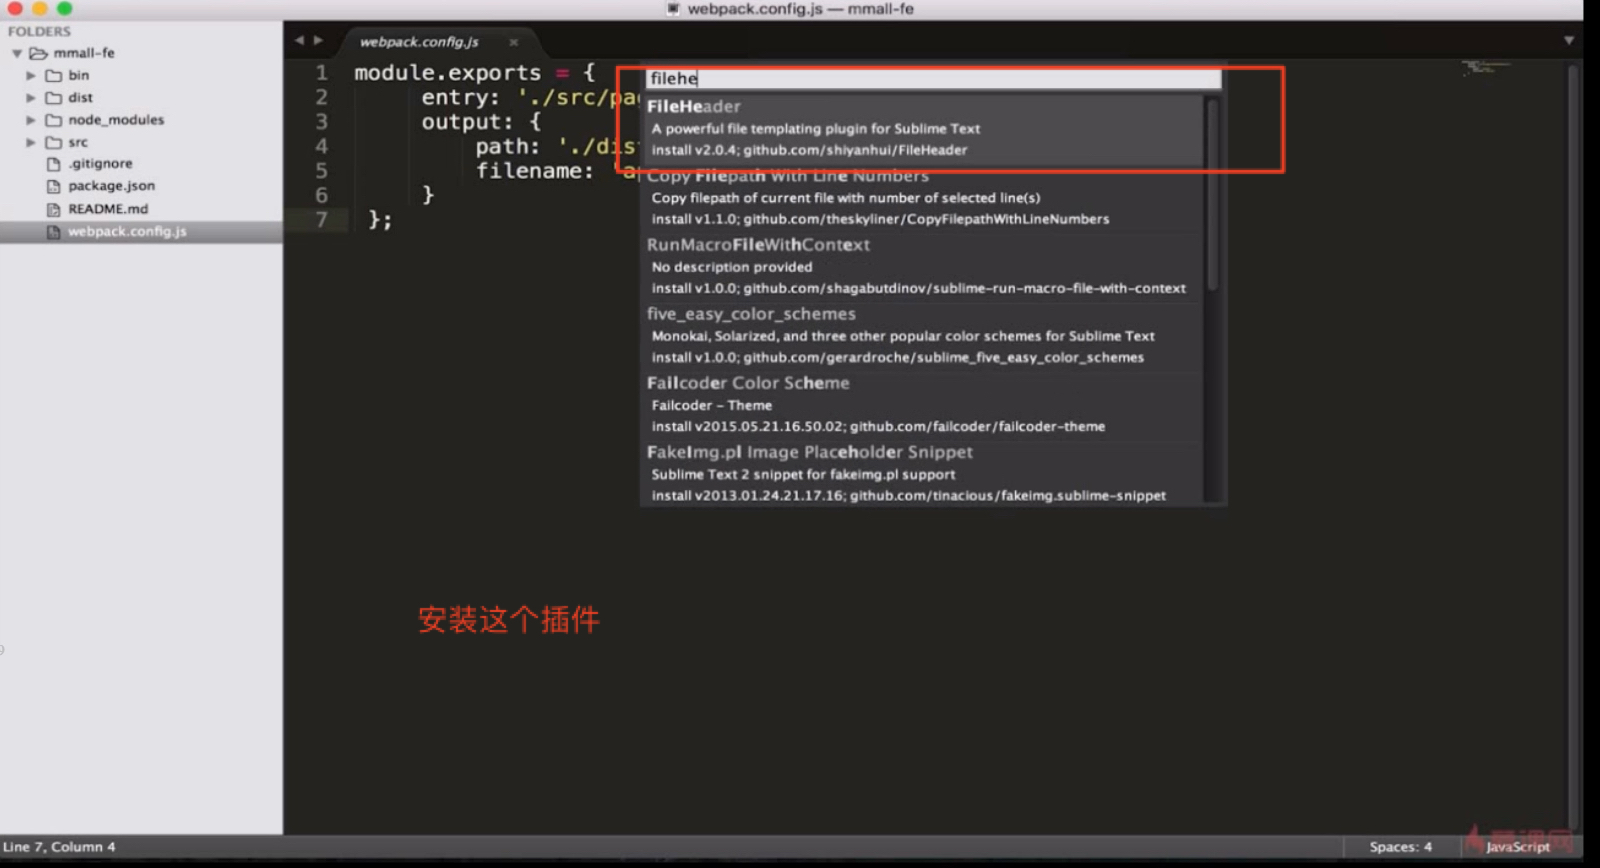 webpack.config.js — mmall-fe
FOLDERS
mmall-fe
bin
dist
node_modules
src
.gitignore
package.json
README.md
webpack.config.js
webpack.config.js ×
1 module.exports = {
2 entry: './src/pa
3 output: {
4 path: './dis
5 filename: 'a
6 }
7 };
filehe
FileHeader
A powerful file templating plugin for Sublime Text
install v2.0.4; github.com/shiyanhui/FileHeader
Copy Filepath With Line Numbers
Copy filepath of current file with number of selected line(s)
install v1.1.0; github.com/theskyliner/CopyFilepathWithLineNumbers
RunMacroFileWithContext
No description provided
install v1.0.0; github.com/shagabutdinov/sublime-run-macro-file-with-context
five_easy_color_schemes
Monokai, Solarized, and three other popular color schemes for Sublime Text
install v1.0.0; github.com/gerardroche/sublime_five_easy_color_schemes
Failcoder Color Scheme
Failcoder – Theme
install v2015.05.21.16.50.02; github.com/failcoder/failcoder-theme
FakeImg.pl Image Placeholder Snippet
Sublime Text 2 snippet for fakeimg.pl support
install v2013.01.24.21.17.16; github.com/tinacious/fakeimg.sublime-snippet
安装这个插件
Line 7, Column 4
Spaces: 4
JavaScript